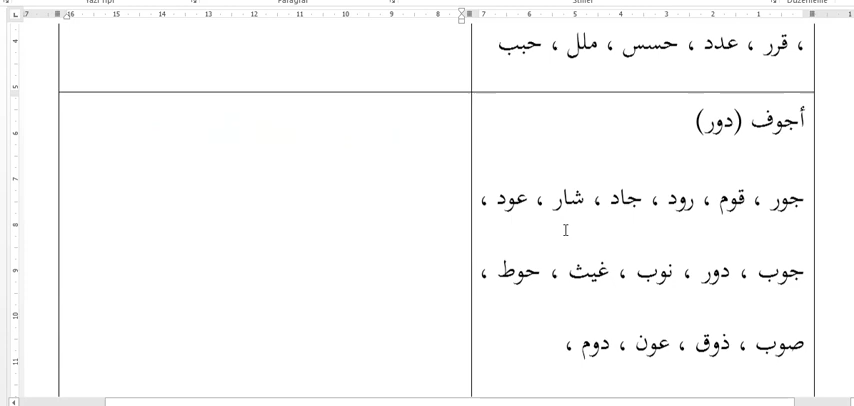 ، قرر ، عدد ، حسس ، ملل ، حبب
أجوف (دور)
جور ، قوم ، رود ، جاد ، شار ، عود ،
جوب ، دور ، نوب ، غيث ، حوط ،
صوب ، ذوق ، عون ، دوم ،